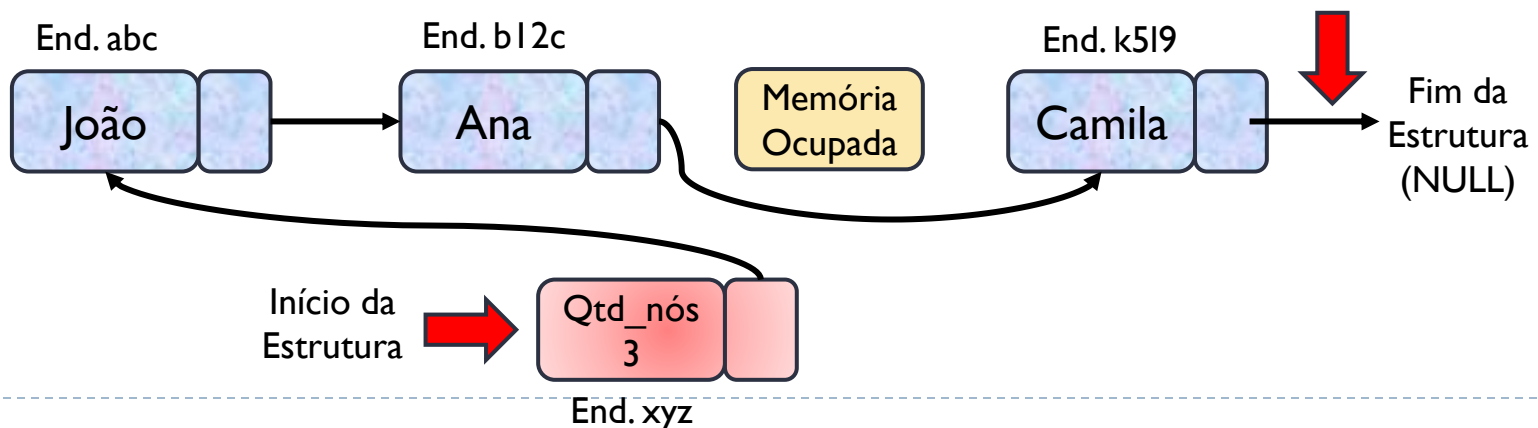 End. abc
End. b12c
End. k5l9
João
Ana
Memória
Ocupada
Camila
Fim da
Estrutura
(NULL)
Início da
Estrutura
Qtd_nós
3
End. xyz